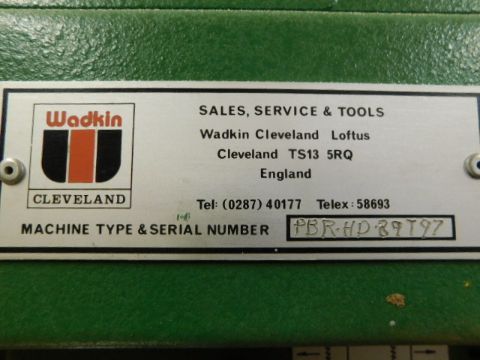 Wadkin
CLEVELAND
SALES, SERVICE & TOOLS
Wadkin Cleveland Loftus
Cleveland TS13 5RQ
England
Tel: (0287) 40177 Telex: 58693
MACHINE TYPE & SERIAL NUMBER PBR·HD·89T97